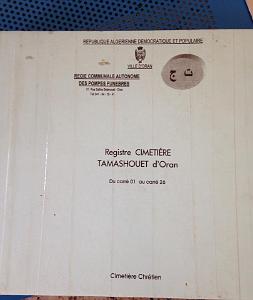 REPUBLIQUE ALGERIENNE DEMOCRATIQUE ET POPULAIRE
VILLE D'ORAN
REGIE COMMUNALE AUTONOME
DES POMPES FUNEBRES
ت ج
Registre CIMETIÈRE
TAMASHOUET d'Oran
Du carré 01 au carré 26
Cimetière Chrétien